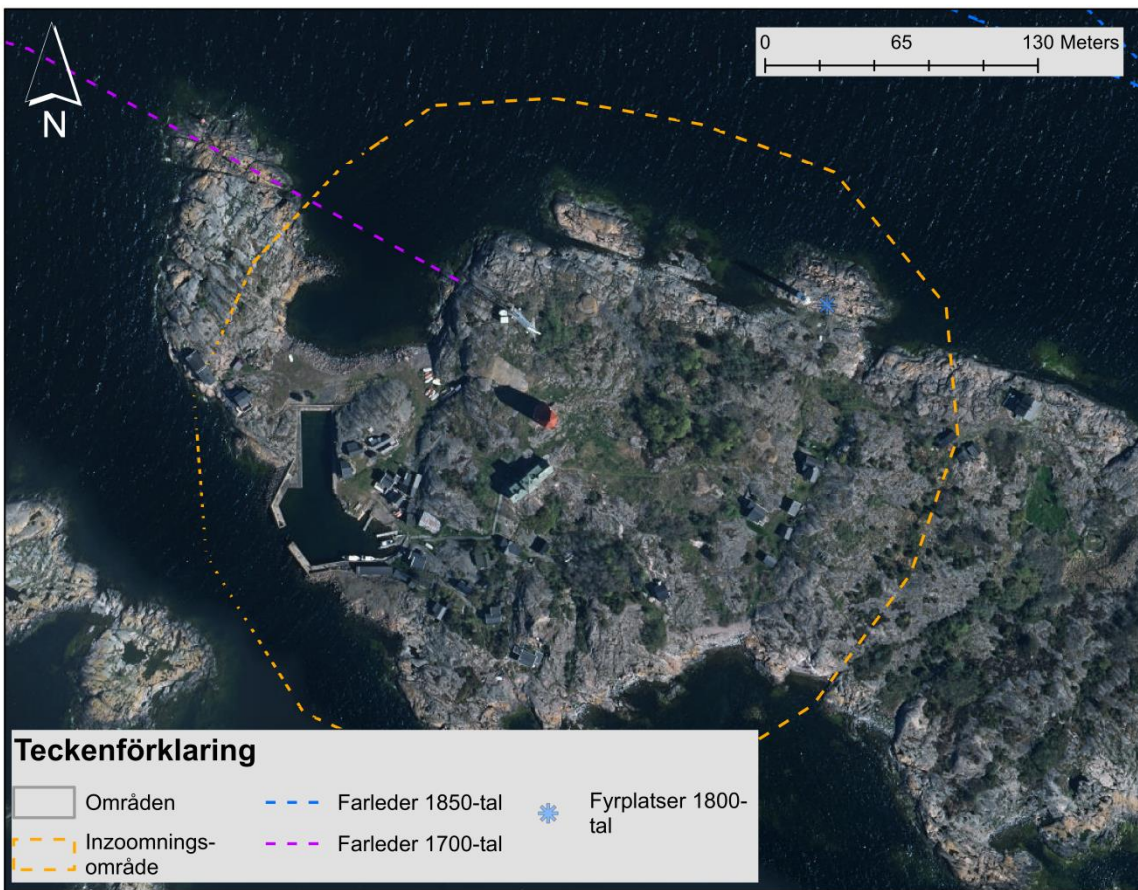 0 65 130 Meters
N
Teckenförklaring
Områden
Inzoomnings-
område
Farleder 1850-tal
Farleder 1700-tal
Fyrplatser 1800-
tal